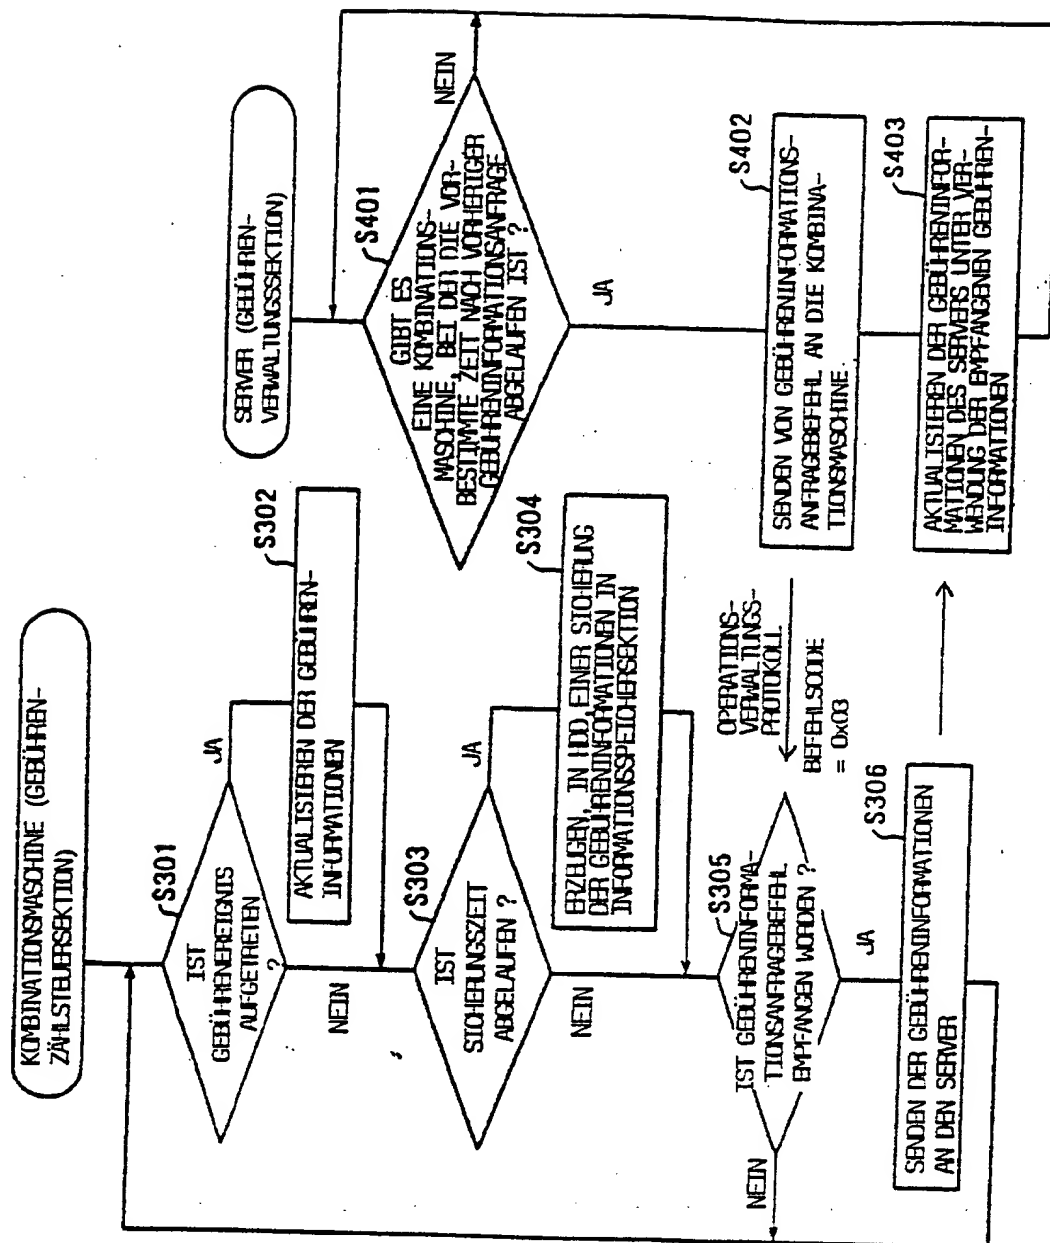 KOMBINATIONSMASCHINE (GEBÜHREN-
ZÄHLSTEUERSEKTION)
S301
IST
GEBÜHRENEREIGNIS
AUFGETRETEN
?
JA
NEIN
S302
AKTUALISIEREN DER GEBÜHREN-
INFORMATIONEN
S303
IST
SICHERUNGSZEIT
ABGELAUFEN ?
JA
NEIN
S304
ERZEUGEN, IN HDD, EINER SICHERUNG
DER GEBÜHRENINFORMATIONEN IN
INFORMATIONSSPEICHERSEKTION
S305
IST GEBÜHRENINFORMA-
TIONSANFRAGEBEFEHL
EMPFANGEN WORDEN ?
NEIN
JA
S306
SENDEN DER GEBÜHRENINFORMATIONEN
AN DEN SERVER
OPERATIONS-
VERWALTUNGS-
PROTOKOLL
BEFEHLSCODE
= 0x03
SERVER (GEBÜHREN-
VERWALTUNGSSEKTION)
S401
GIBT ES
EINE KOMBINATIONS-
MASCHINE, BEI DER DIE VOR-
BESTIMMTE ZEIT NACH VORHERIGER
GEBÜHRENINFORMATIONSANFRAGE
ABGELAUFEN IST ?
NEIN
JA
S402
SENDEN VON GEBÜHRENINFORMATIONS-
ANFRAGEBEFEHL AN DIE KOMBINA-
TIONSMASCHINE.
S403
AKTUALISIEREN DER GEBÜHRENINFOR-
MATIONEN DES SERVERS UNTER VER-
WENDUNG DER EMPFANGENEN GEBÜHREN-
INFORMATIONEN